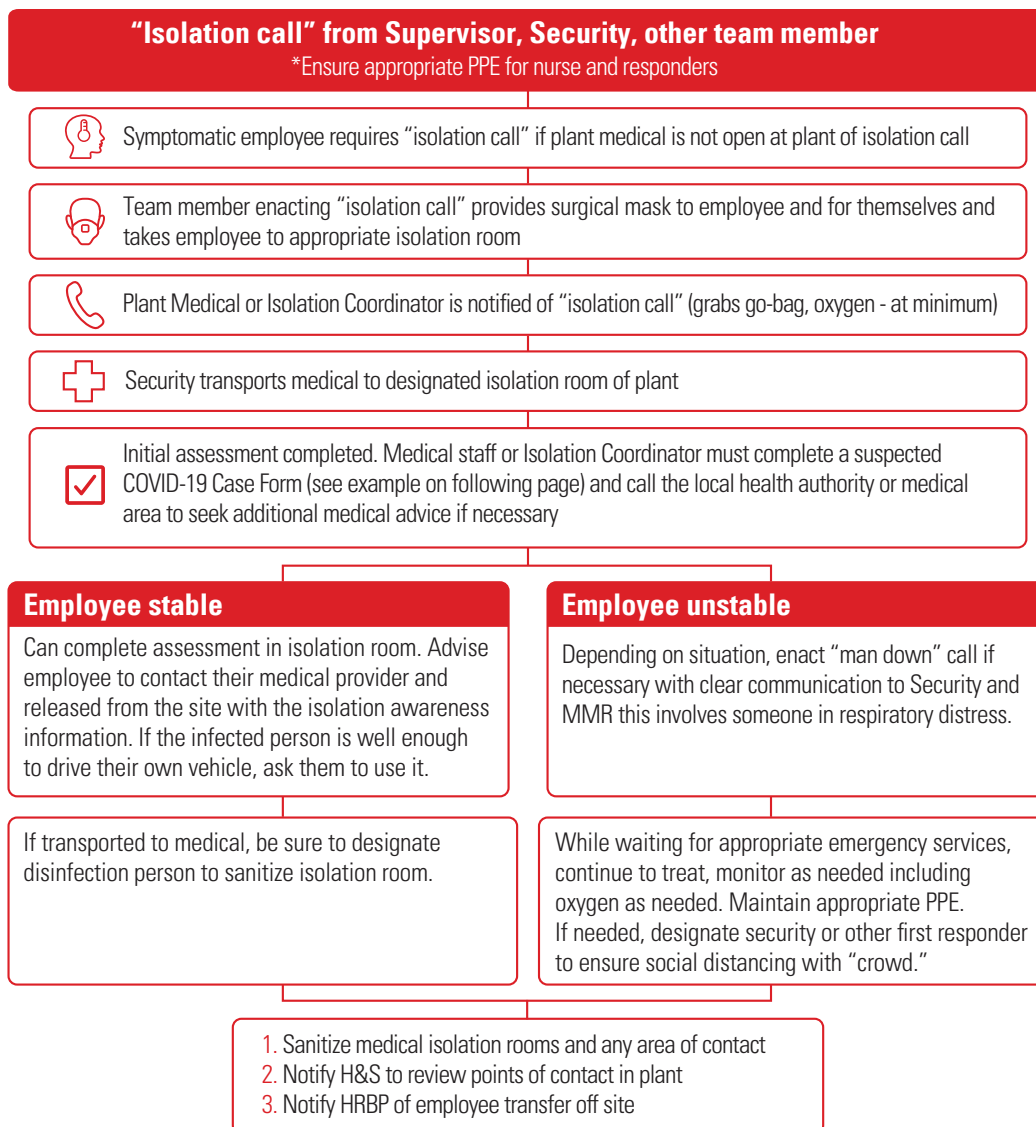 “Isolation call” from Supervisor, Security, other team member
*Ensure appropriate PPE for nurse and responders
Symptomatic employee requires “isolation call” if plant medical is not open at plant of isolation call
Team member enacting “isolation call” provides surgical mask to employee and for themselves and
takes employee to appropriate isolation room
Plant Medical or Isolation Coordinator is notified of “isolation call” (grabs go-bag, oxygen - at minimum)
Security transports medical to designated isolation room of plant
Initial assessment completed. Medical staff or Isolation Coordinator must complete a suspected
COVID-19 Case Form (see example on following page) and call the local health authority or medical
area to seek additional medical advice if necessary
Employee stable
Can complete assessment in isolation room. Advise
employee to contact their medical provider and
released from the site with the isolation awareness
information. If the infected person is well enough
to drive their own vehicle, ask them to use it.
If transported to medical, be sure to designate
disinfection person to sanitize isolation room.
Employee unstable
Depending on situation, enact “man down” call if
necessary with clear communication to Security and
MMR this involves someone in respiratory distress.
While waiting for appropriate emergency services,
continue to treat, monitor as needed including
oxygen as needed. Maintain appropriate PPE.
If needed, designate security or other first responder
to ensure social distancing with “crowd.”
1. Sanitize medical isolation rooms and any area of contact
2. Notify H&S to review points of contact in plant
3. Notify HRBP of employee transfer off site